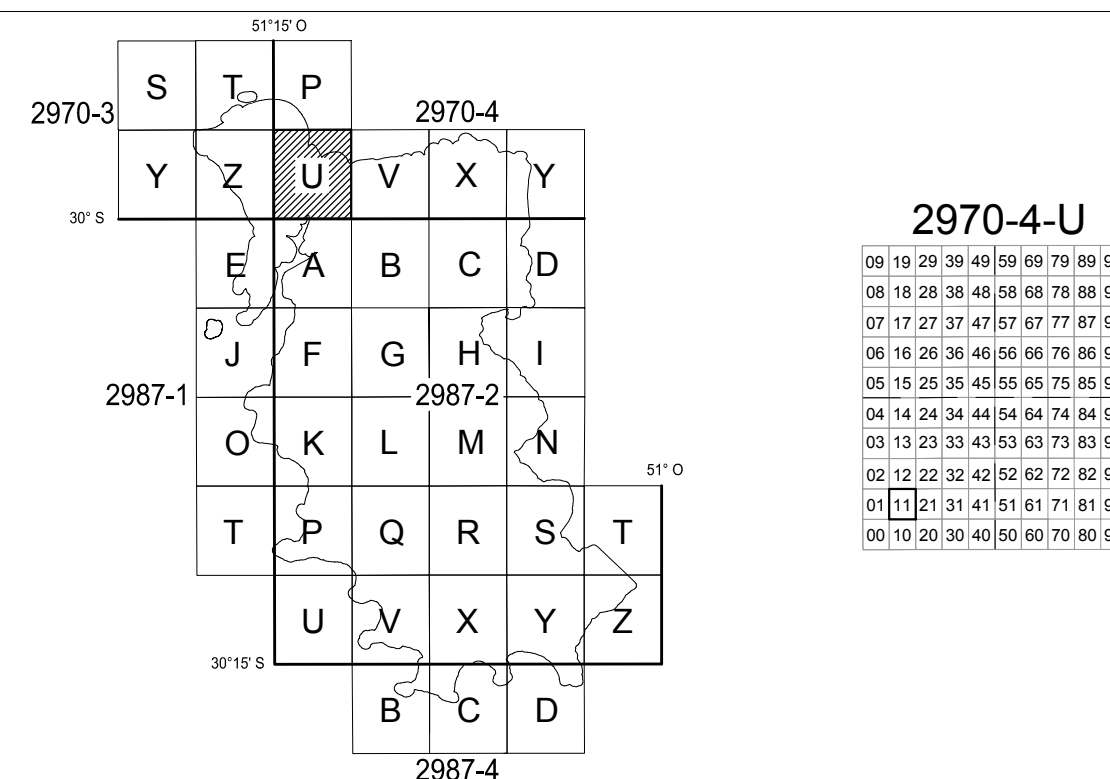 51°15' O
S T P
2970-3 2970-4
Y Z U V X Y
30° S
E A B C D
J F G H I
2987-1 2987-2
O K L M N
51° O
T P Q R S T
U V X Y Z
30°15' S
B C D
2987-4
2970-4-U
09 19 29 39 49 59 69 79 89
08 18 28 38 48 58 68 78 88
07 17 27 37 47 57 67 77 87
06 16 26 36 46 56 66 76 86
05 15 25 35 45 55 65 75 85
04 14 24 34 44 54 64 74 84
03 13 23 33 43 53 63 73 83
02 12 22 32 42 52 62 72 82
01 11 21 31 41 51 61 71 81
00 10 20 30 40 50 60 70 80